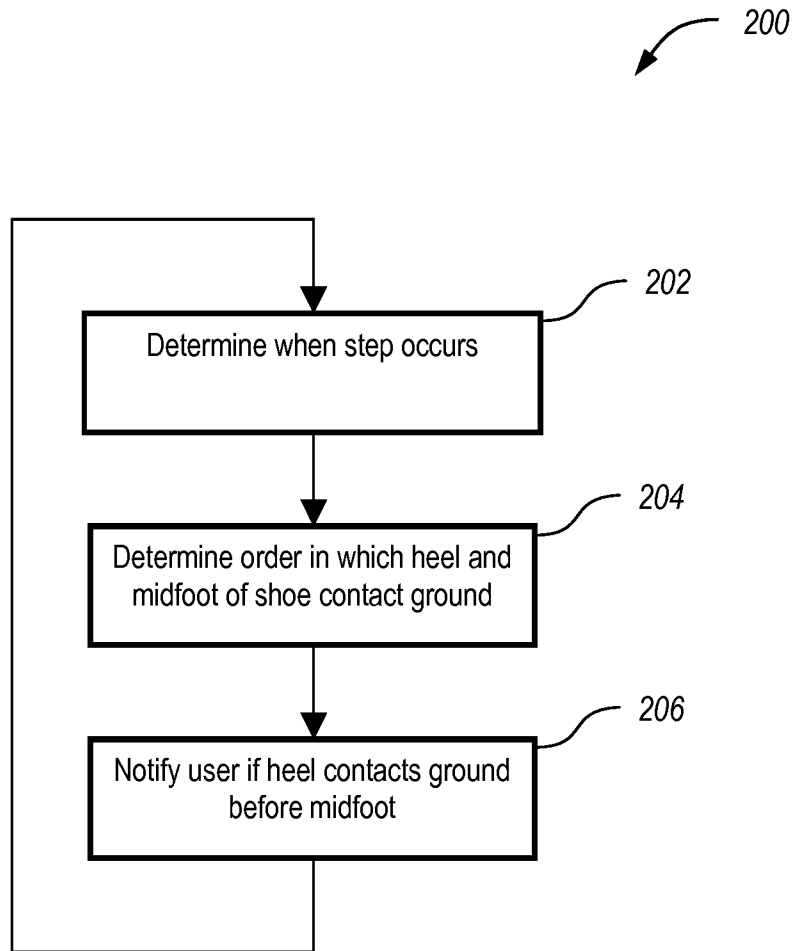 200
202
Determine when step occurs
204
Determine order in which heel and
midfoot of shoe contact ground
206
Notify user if heel contacts ground
before midfoot